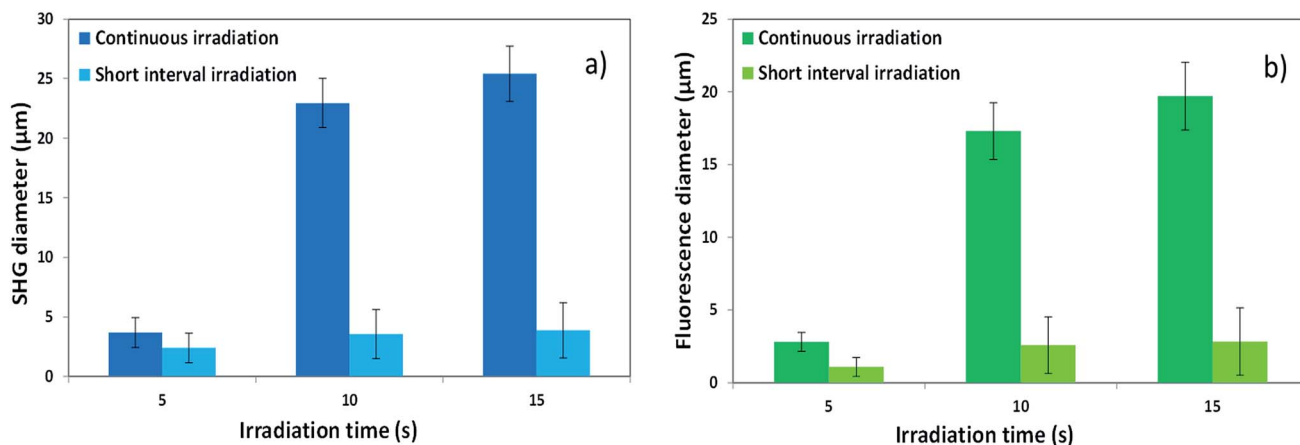 30
25
20
15
10
5
0
SHG diameter (µm)
Continuous irradiation
Short interval irradiation
a)
5 10 15
Irradiation time (s)
25
20
15
10
5
0
Fluorescence diameter (µm)
Continuous irradiation
Short interval irradiation
b)
5 10 15
Irradiation time (s)